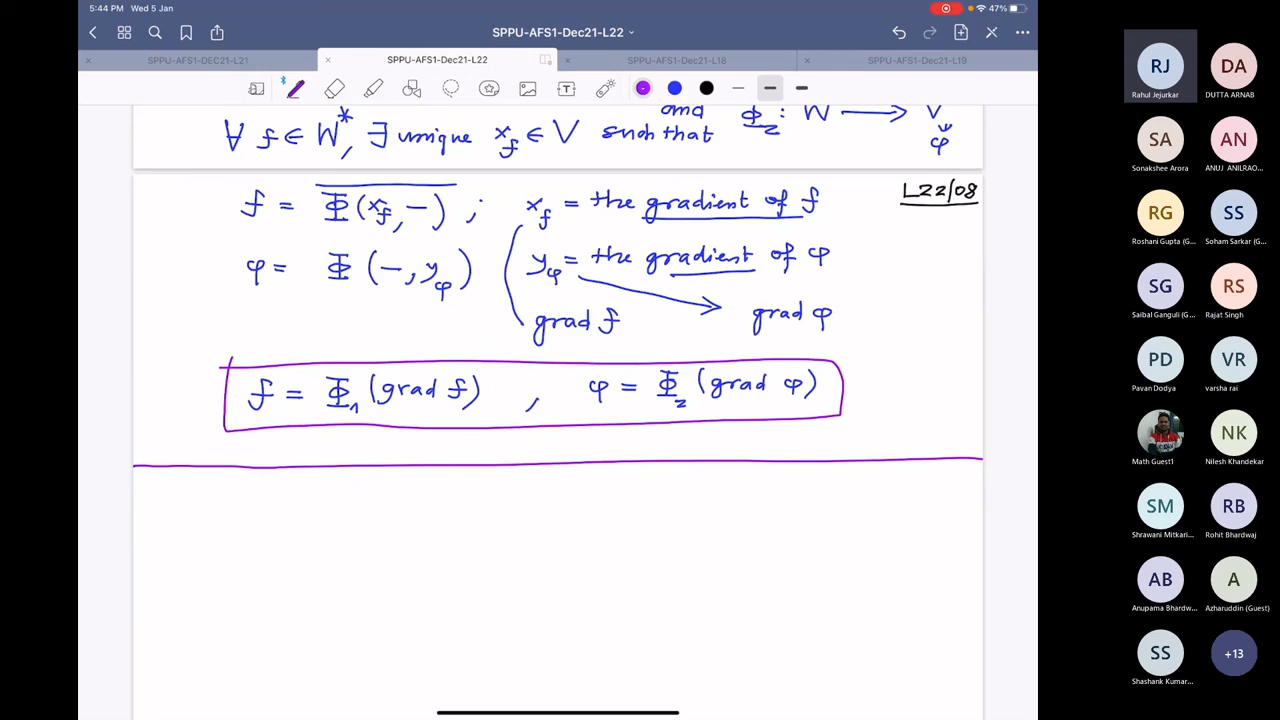 5:44 PM Wed 5 Jan
47%
SPPU-AFS1-Dec21-L22
SPPU-AFS1-DEC21-L21
SPPU-AFS1-Dec21-L22
SPPU-AFS1-Dec21-L18
SPPU-AFS1-Dec21-L19
and Φ₂ : W ⟶ V
∀ f ∈ W*, ∃ unique x_f ∈ V such that
φ
L22/08
f = Φ(x_f, −) ; x_f = the gradient of f
φ = Φ(−, y_φ) y_φ = the gradient of φ
grad f grad φ
f = Φ₁(grad f) , φ = Φ₂(grad φ)
RJ
Rahul Jejurkar
DA
DUTTA ARNAB
SA
Sonakshee Arora
AN
ANUJ ANILRAO...
RG
Roshani Gupta (G...
SS
Soham Sarkar (G...
SG
Saibal Ganguli (G...
RS
Rajat Singh
PD
Pavan Dodya
VR
varsha rai
Math Guest1
NK
Nilesh Khandekar
SM
Shrawani Mitkari...
RB
Rohit Bhardwaj
AB
Anupama Bhardw...
A
Azharuddin (Guest)
SS
Shashank Kumar...
+13